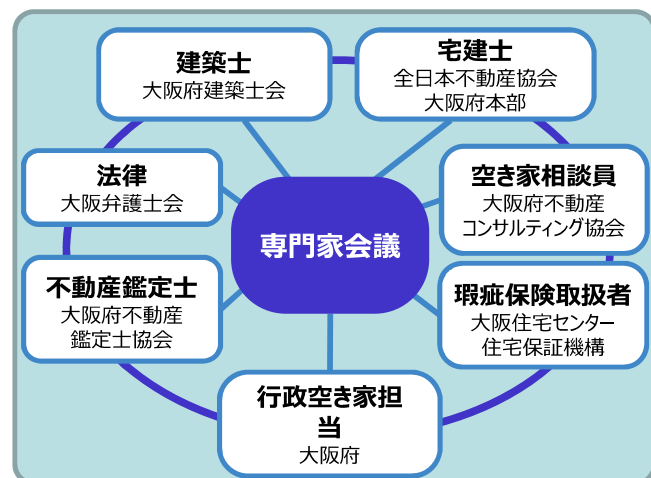 建築士
大阪府建築士会
宅建士
全日本不動産協会
大阪府本部
法律
大阪弁護士会
空き家相談員
大阪府不動産
コンサルティング協会
専門家会議
不動産鑑定士
大阪府不動産
鑑定士協会
瑕疵保険取扱者
大阪住宅センター
住宅保証機構
行政空き家担
当
大阪府